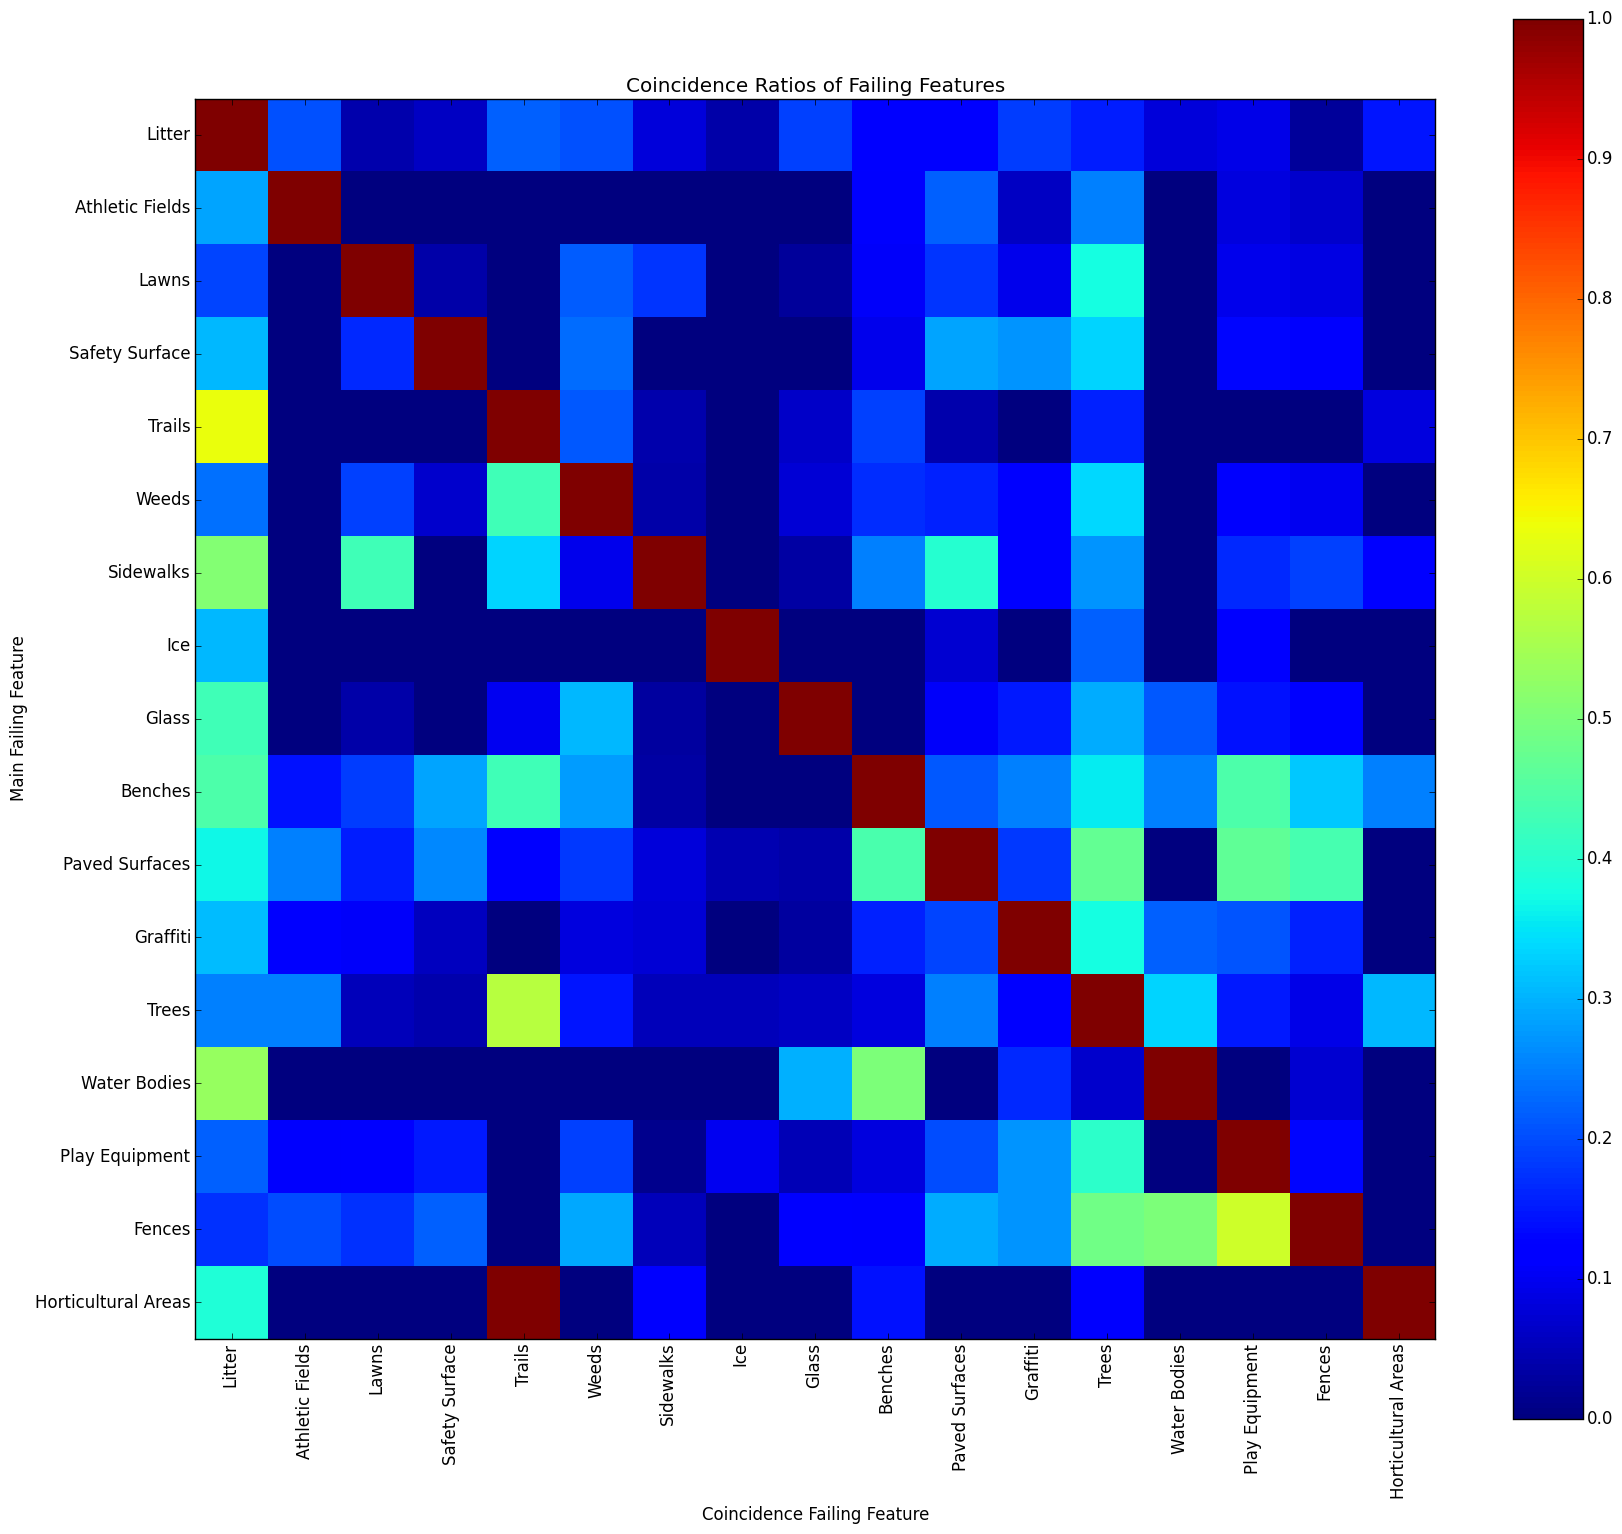 Coincidence Ratios of Failing Features
Main Failing Feature
Litter
Athletic Fields
Lawns
Safety Surface
Trails
Weeds
Sidewalks
Ice
Glass
Benches
Paved Surfaces
Graffiti
Trees
Water Bodies
Play Equipment
Fences
Horticultural Areas
Litter
Athletic Fields
Lawns
Safety Surface
Trails
Weeds
Sidewalks
Ice
Glass
Benches
Paved Surfaces
Graffiti
Trees
Water Bodies
Play Equipment
Fences
Horticultural Areas
Coincidence Failing Feature
1.0
0.9
0.8
0.7
0.6
0.5
0.4
0.3
0.2
0.1
0.0